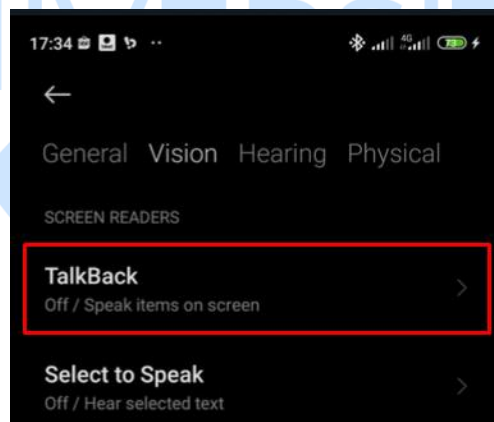 17:34
4G
General Vision Hearing Physical
SCREEN READERS
TalkBack
Off / Speak items on screen
Select to Speak
Off / Hear selected text